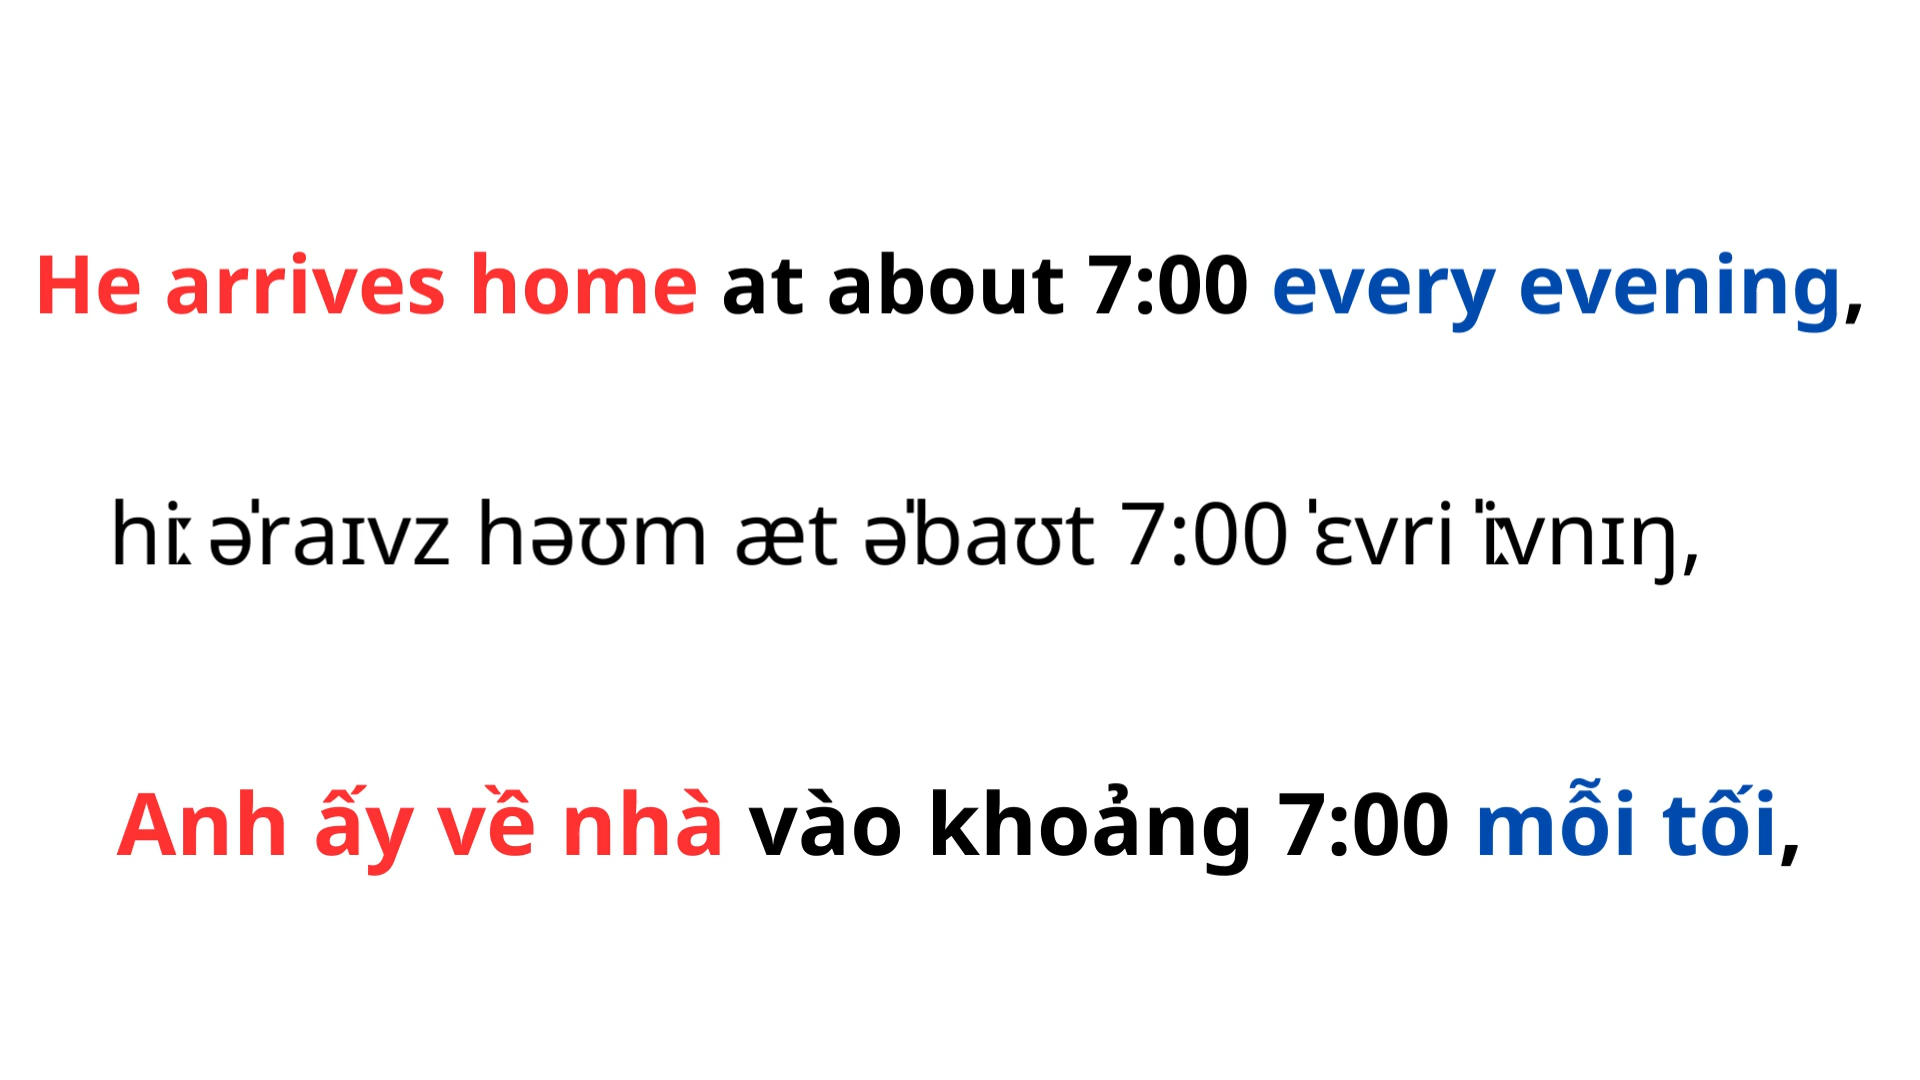 He arrives home at about 7:00 every evening,
hiː əˈraɪvz həʊm æt əˈbaʊt 7:00 ˈɛvri ˈiːvnɪŋ,
Anh ấy về nhà vào khoảng 7:00 mỗi tối,